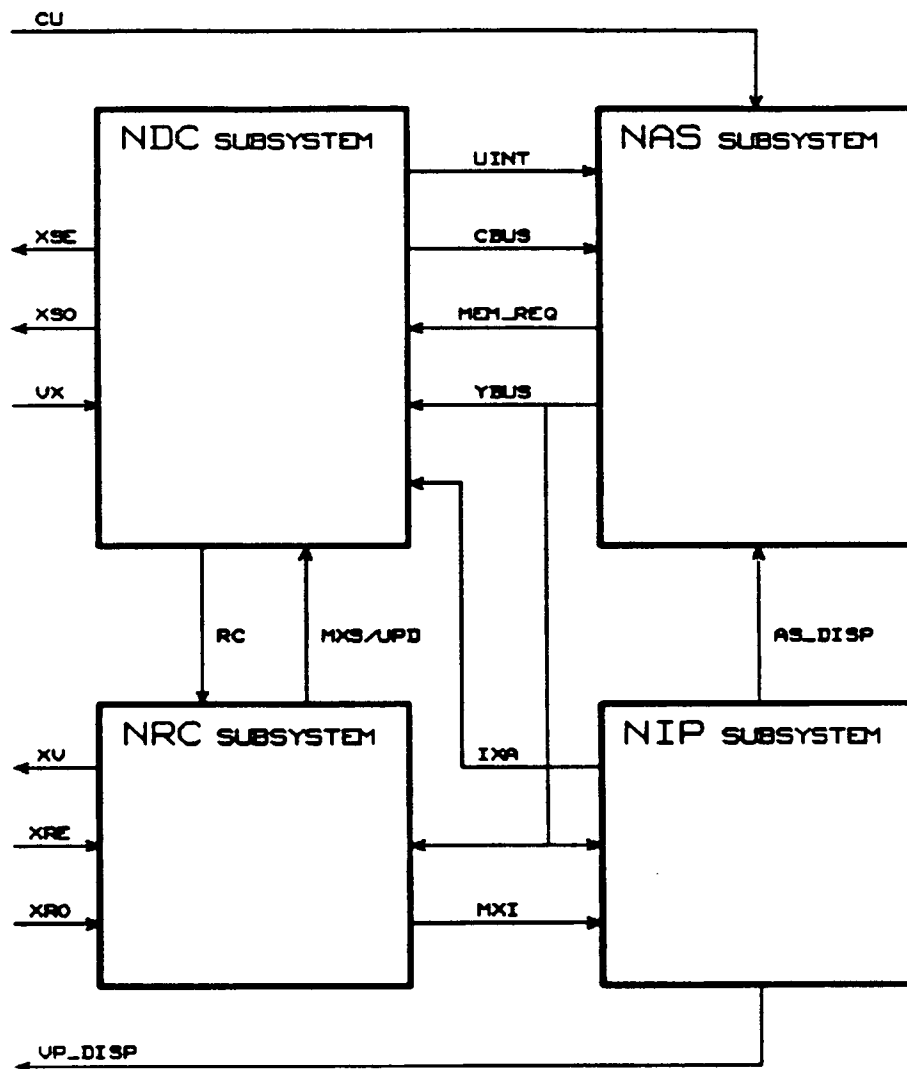 CU
NDC SUBSYSTEM
NAS SUBSYSTEM
UINT
XSE
CBUS
XSO
MEM_REQ
VX
YBUS
RC
MXS/UPD
AS_DISP
NRC SUBSYSTEM
NIP SUBSYSTEM
XV
IXA
XRE
XRO
MXI
VP_DISP